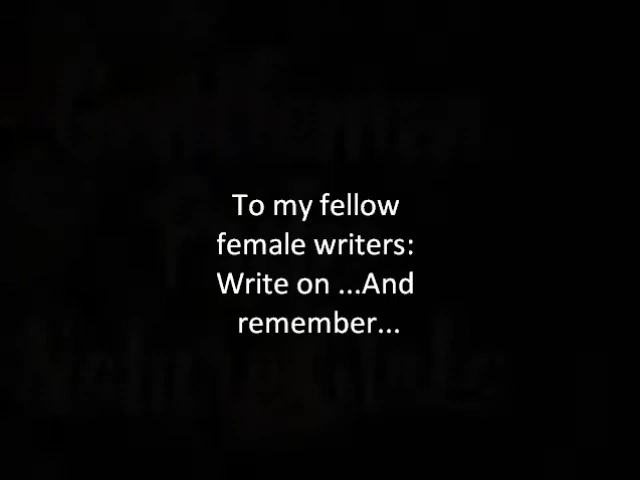 To my fellow
female writers:
Write on ...And
remember...